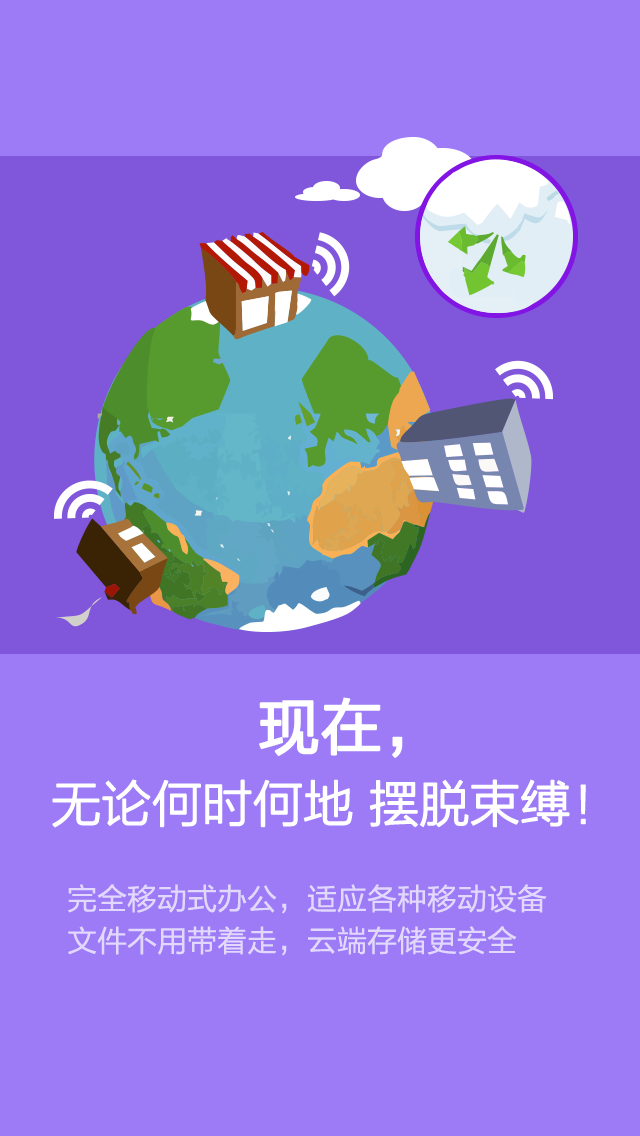 现在，
无论何时何地 摆脱束缚！
完全移动式办公，适应各种移动设备
文件不用带着走，云端存储更安全